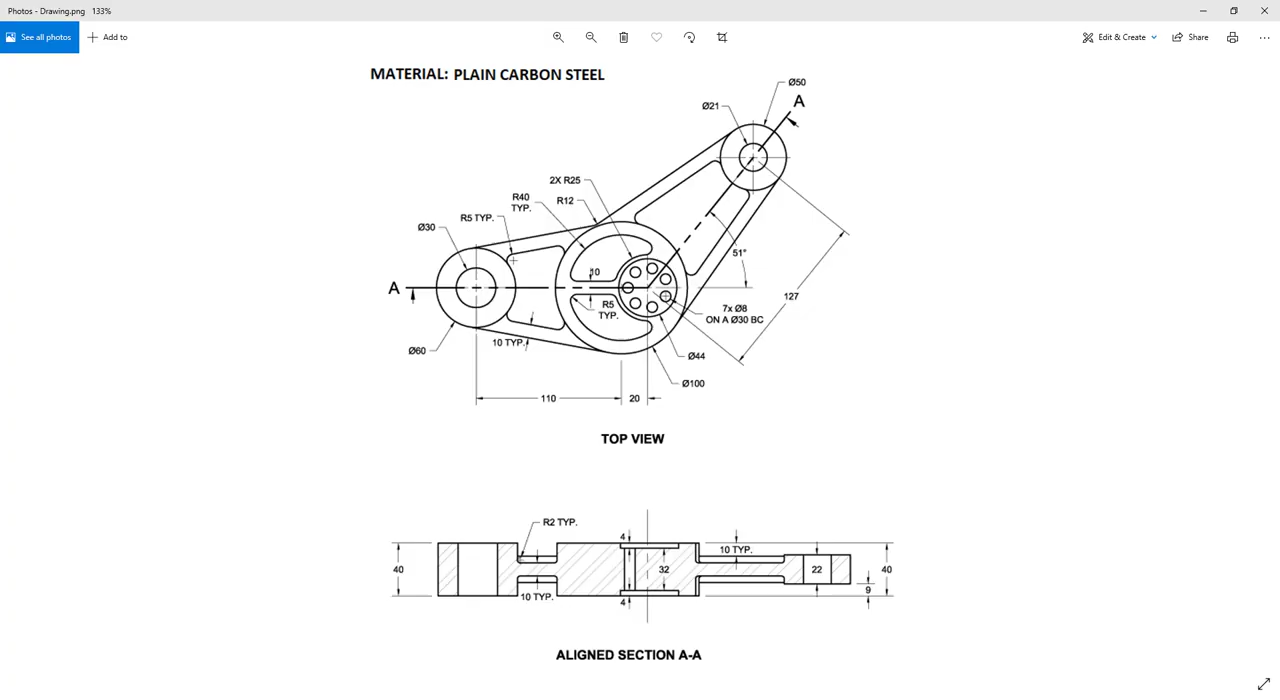 Photos - Drawing.png 133%
See all photos
Add to
Edit & Create
Share
MATERIAL: PLAIN CARBON STEEL
Ø50
Ø21
A
2X R25
R40
TYP.
R12
R5 TYP.
Ø30
51°
10
A
127
R5
TYP.
7x Ø8
ON A Ø30 BC
10 TYP.
Ø60
Ø44
Ø100
110
20
TOP VIEW
R2 TYP.
4
10 TYP.
40
32
22
40
9
10 TYP.
4
ALIGNED SECTION A-A